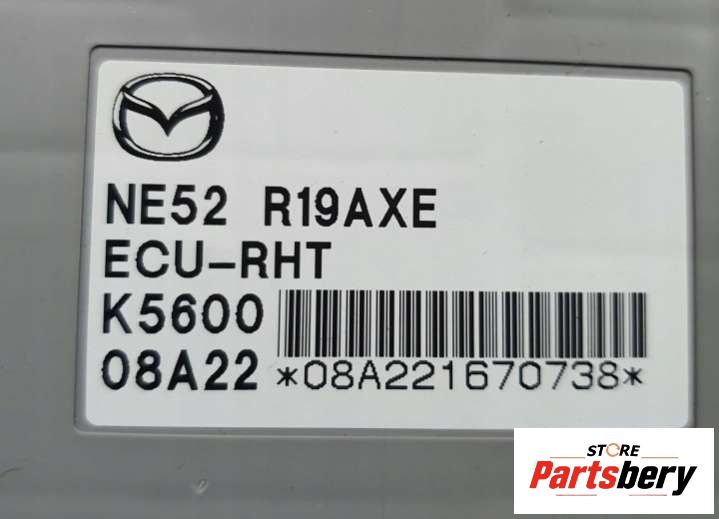 NE52 R19AXE
ECU-RHT
K5600
08A22 *08A221670738*
STORE
Partsbery